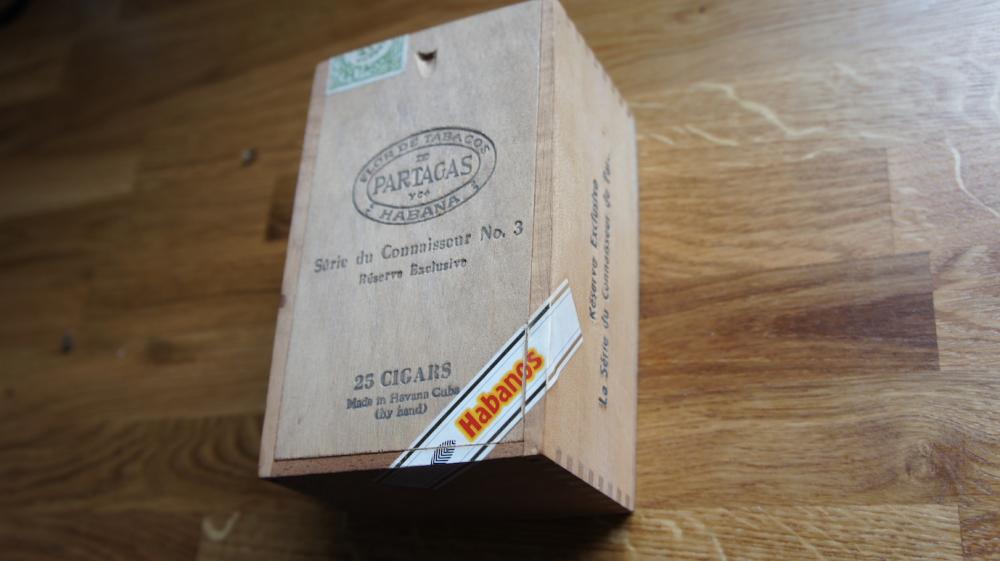 FLOR DE TABACOS
DE
PARTAGAS
Y Cª
HABANA
Série du Connaisseur No. 3
Réserve Exclusive
25 CIGARS
Made in Havana Cuba
(by hand)
Habanos
Réserve Exclusive
La Série du Connaisseur de